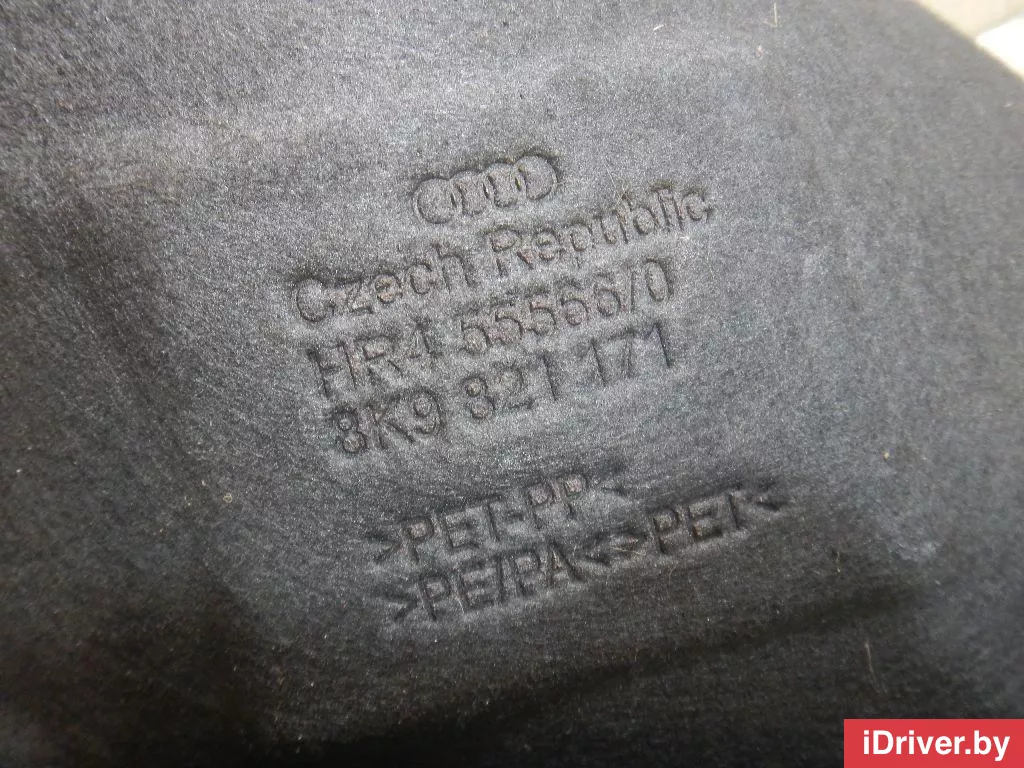 Czech Republic
HR4 55566/0
8K9 821 171
>PET-PP<
>PE/PA<>PET<
iDriver.by